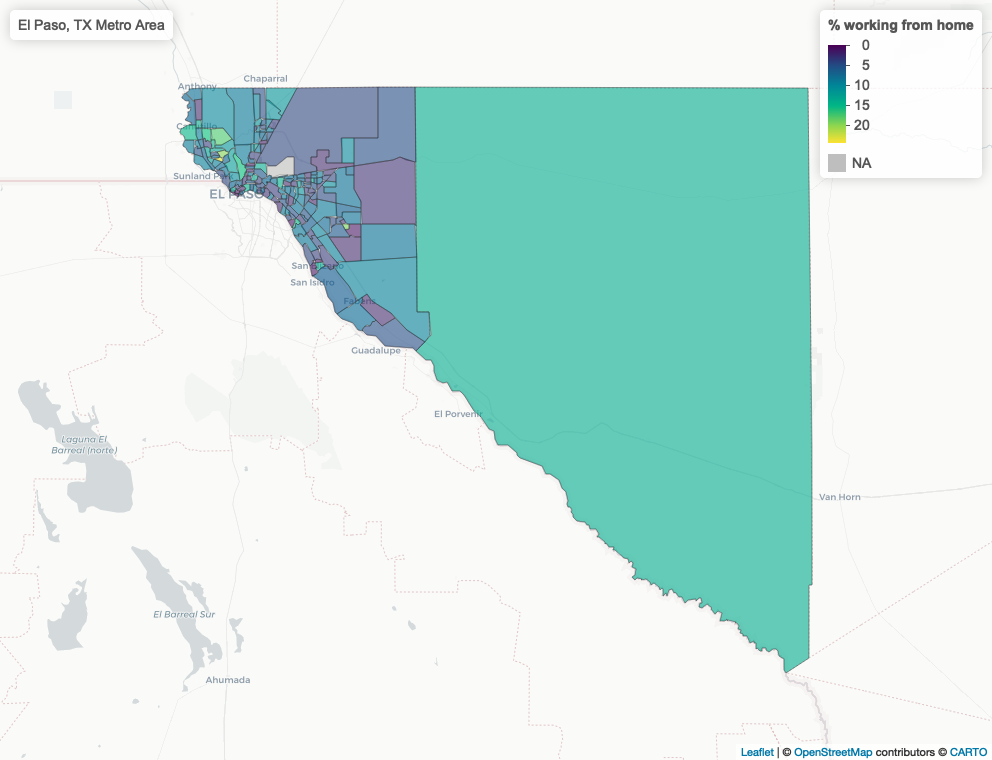 El Paso, TX Metro Area
% working from home
0
5
10
15
20
NA
Chaparral
Anthony
Canutillo
Sunland Park
EL PASO
San Elizario
San Isidro
Fabens
Guadalupe
El Porvenir
Laguna El
Barreal (norte)
Van Horn
El Barreal Sur
Ahumada
Leaflet | © OpenStreetMap contributors © CARTO